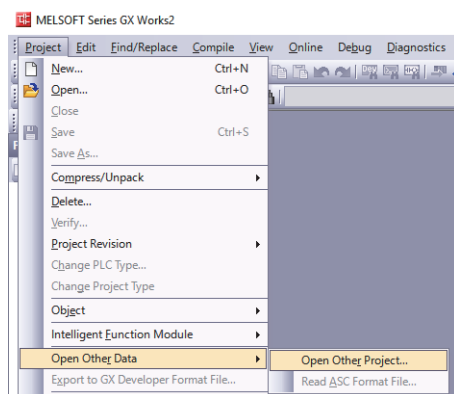 MELSOFT Series GX Works2
Project Edit Find/Replace Compile View Online Debug Diagnostics
New... Ctrl+N
Open... Ctrl+O
Close
Save Ctrl+S
Save As...
Compress/Unpack
Delete...
Verify...
Project Revision
Change PLC Type...
Change Project Type
Object
Intelligent Function Module
Open Other Data
Open Other Project...
Export to GX Developer Format File...
Read ASC Format File...